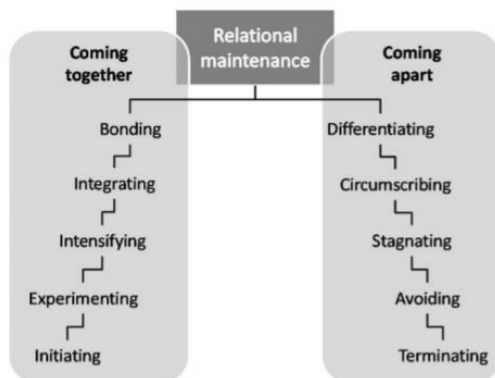 Relational
maintenance
Coming
together
Coming
apart
Bonding
Integrating
Intensifying
Experimenting
Initiating
Differentiating
Circumscribing
Stagnating
Avoiding
Terminating